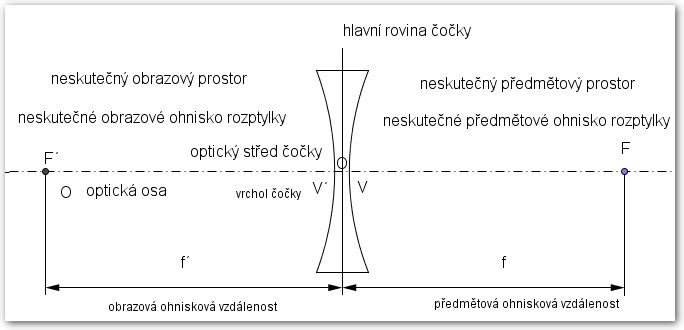 hlavní rovina čočky
neskutečný obrazový prostor
neskutečný předmětový prostor
neskutečné obrazové ohnisko rozptylky
neskutečné předmětové ohnisko rozptylky
optický střed čočky
F´
O
F
O
optická osa
vrchol čočky
V´
V
f´
f
obrazová ohnisková vzdálenost
předmětová ohnisková vzdálenost